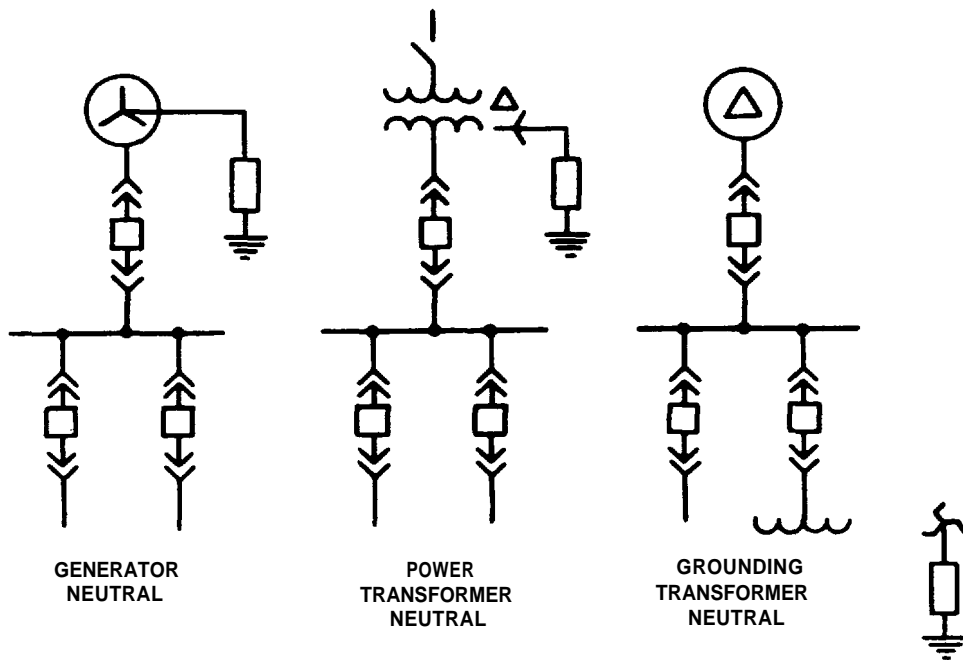 GENERATOR
NEUTRAL
POWER
TRANSFORMER
NEUTRAL
GROUNDING
TRANSFORMER
NEUTRAL